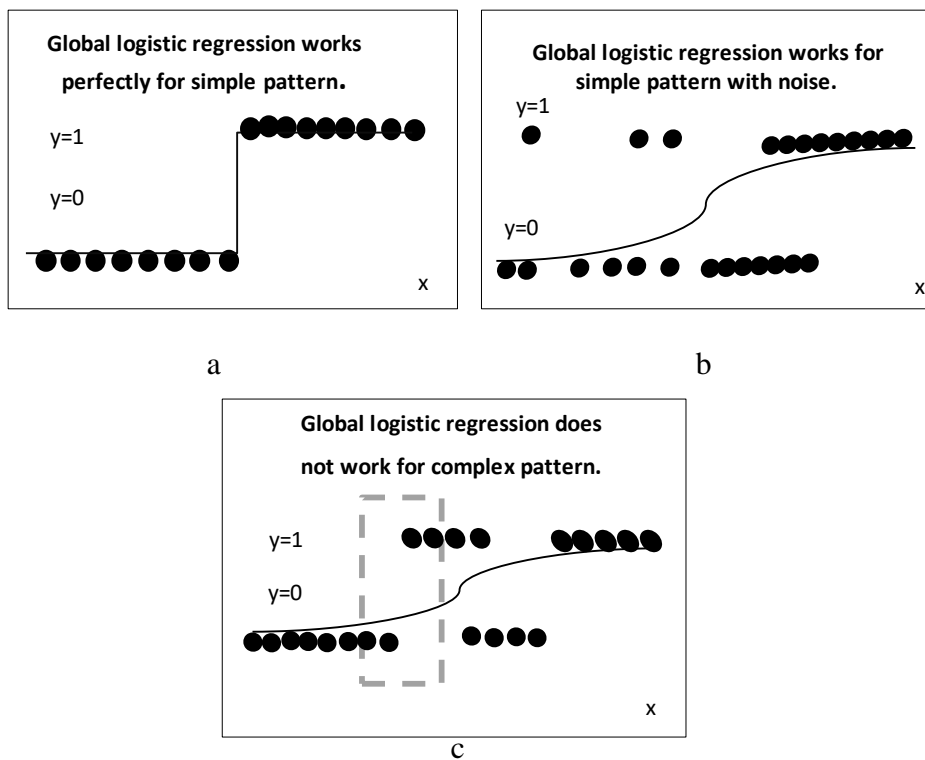 Global logistic regression works
perfectly for simple pattern.
y=1
y=0
x
a
Global logistic regression works for
simple pattern with noise.
y=1
y=0
x
b
Global logistic regression does
not work for complex pattern.
y=1
y=0
x
c